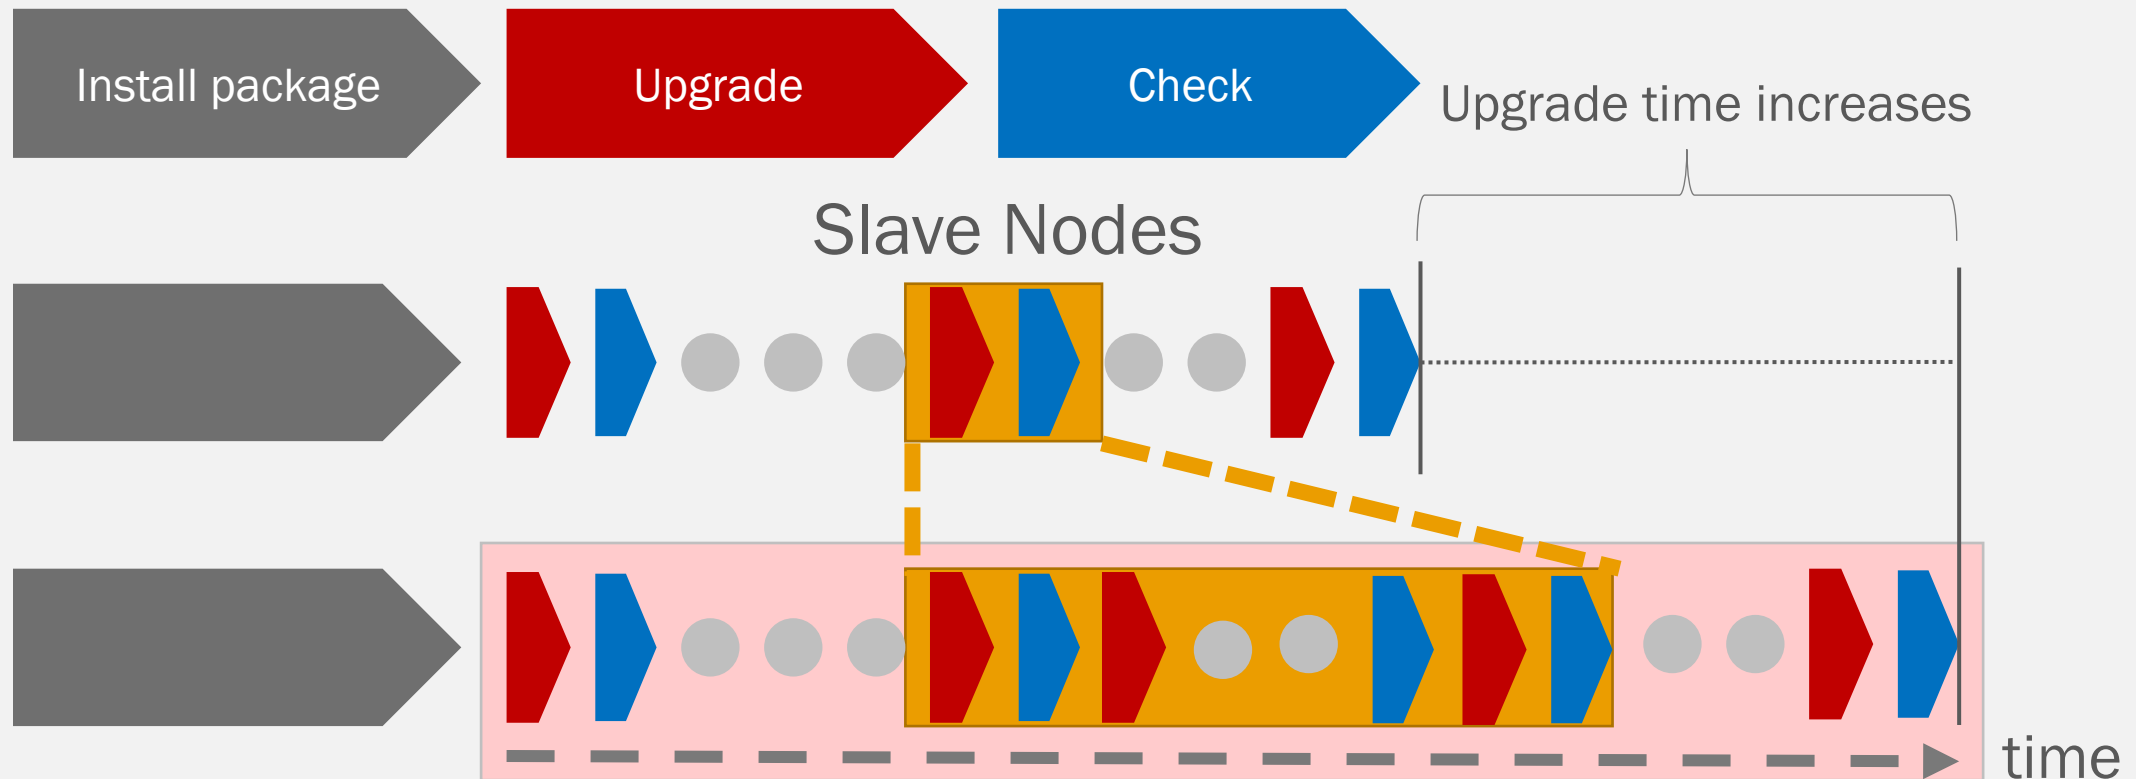 Install package
Upgrade
Check
Upgrade time increases
Slave Nodes
time